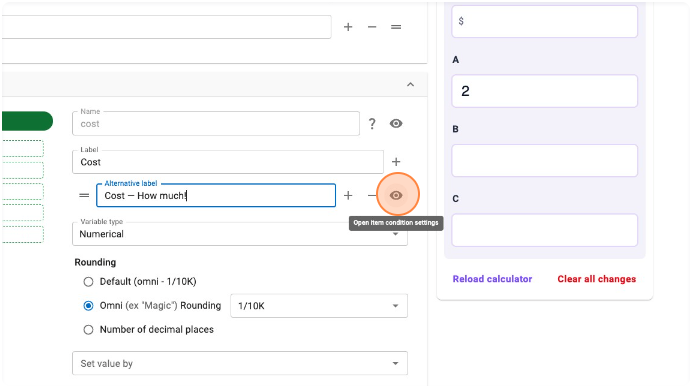 Name
cost
?
Label
Cost
Alternative label
Cost — How much!
Open item condition settings
Variable type
Numerical
Rounding
Default (omni - 1/10K)
Omni (ex "Magic") Rounding
1/10K
Number of decimal places
Set value by
$
A
2
B
C
Reload calculator
Clear all changes